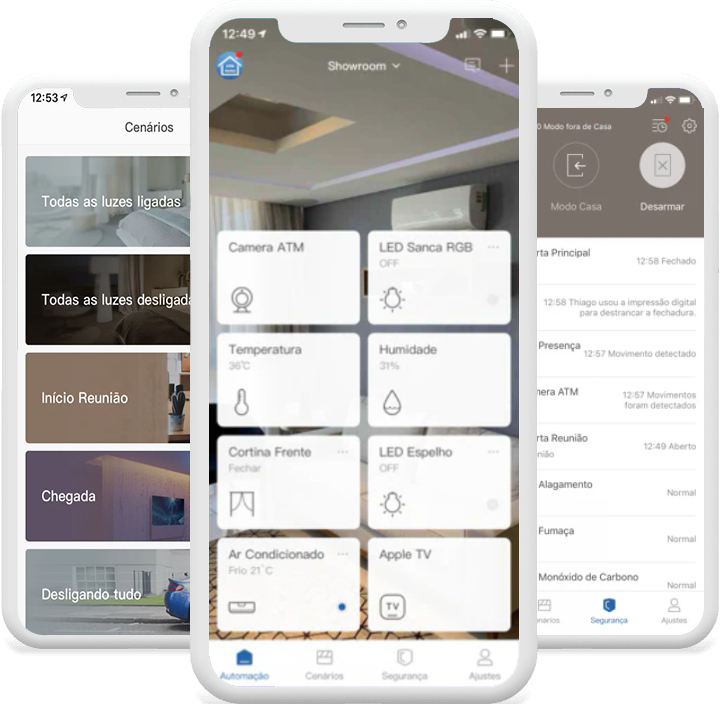 12:53
Cenários
Todas as luzes ligadas
Todas as luzes desligada
Início Reunião
Chegada
Desligando tudo
12:49
Showroom
Camera ATM
LED Sanca RGB
OFF
Temperatura
36℃
Humidade
31%
Cortina Frente
Fechar
LED Espelho
OFF
Ar Condicionado
Frio 21°C
Apple TV
TV
Automação
Cenários
Segurança
Ajustes
0 Modo fora de Casa
Modo Casa
Desarmar
rta Principal
12:58 Fechado
12:58 Thiago usou a impressão digital
para destrancar a fechadura.
Presença
12:57 Movimento detectado
mera ATM
12:57 Movimentos
foram detectados
rta Reunião
nião
12:49 Aberto
Alagamento
Normal
Fumaça
Normal
Monóxido de Carbono
Normal
nários
Segurança
Ajustes